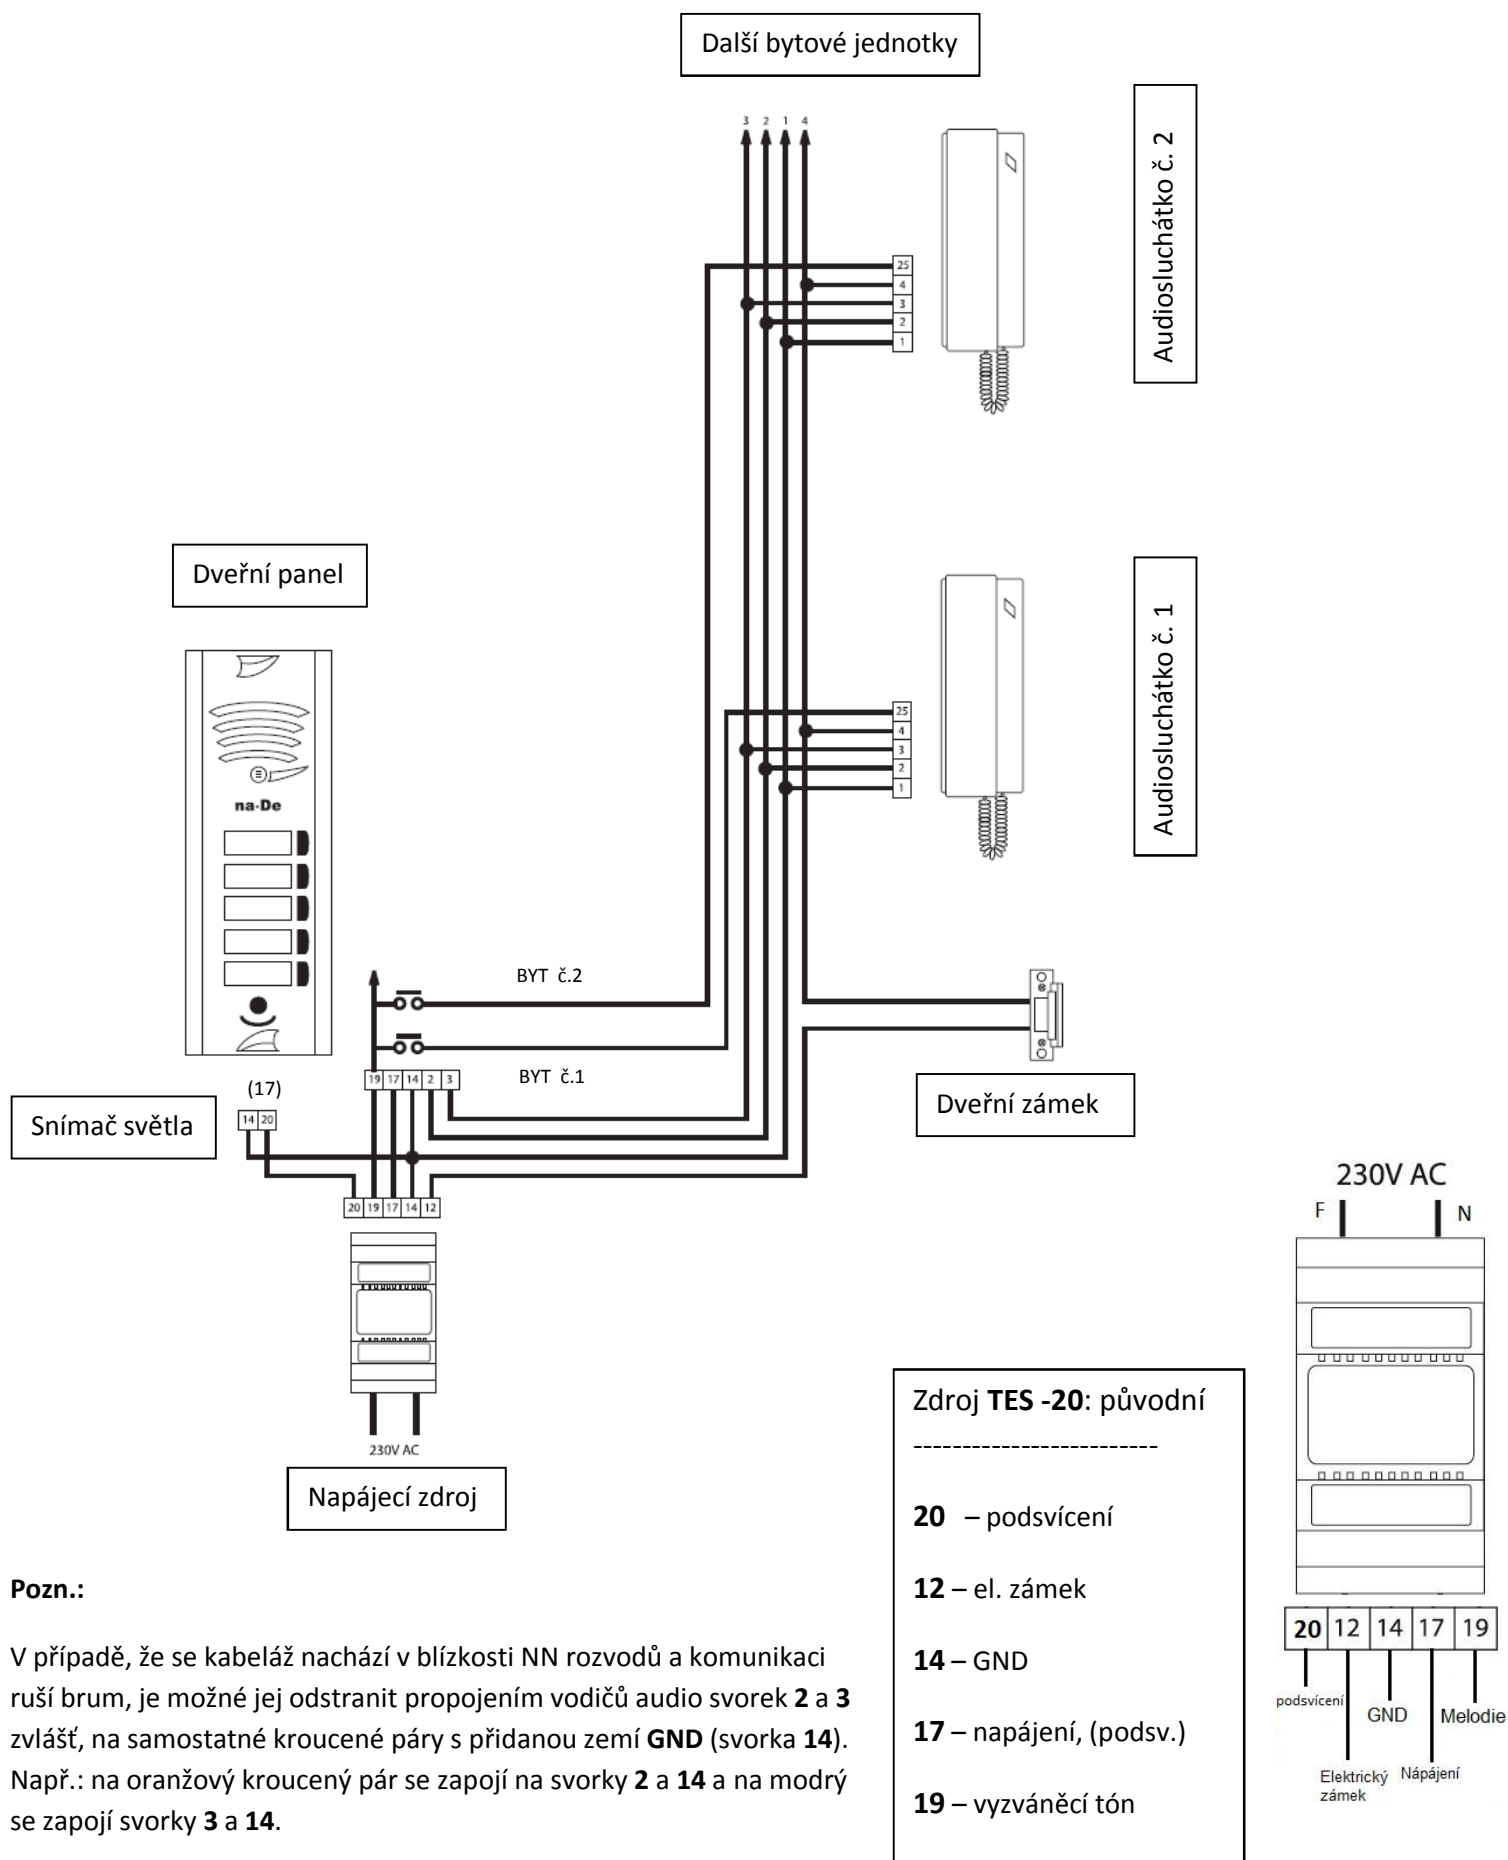 Další bytové jednotky
3 2 1 4
Audiosluchátko č. 2
25
4
3
2
1
Dveřní panel
Audiosluchátko č. 1
25
4
3
2
1
na·De
BYT č.2
BYT č.1
19 17 14 2 3
(17)
14 20
Snímač světla
Dveřní zámek
20 19 17 14 12
230V AC
Napájecí zdroj
230V AC
F N
20 12 14 17 19
podsvícení
GND
Melodie
Elektrický
zámek
Nápájení
Zdroj TES -20: původní
-------------------------
20 – podsvícení
12 – el. zámek
14 – GND
17 – napájení, (podsv.)
19 – vyzváněcí tón
Pozn.:
V případě, že se kabeláž nachází v blízkosti NN rozvodů a komunikaci
ruší brum, je možné jej odstranit propojením vodičů audio svorek 2 a 3
zvlášť, na samostatné kroucené páry s přidanou zemí GND (svorka 14).
Např.: na oranžový kroucený pár se zapojí na svorky 2 a 14 a na modrý
se zapojí svorky 3 a 14.